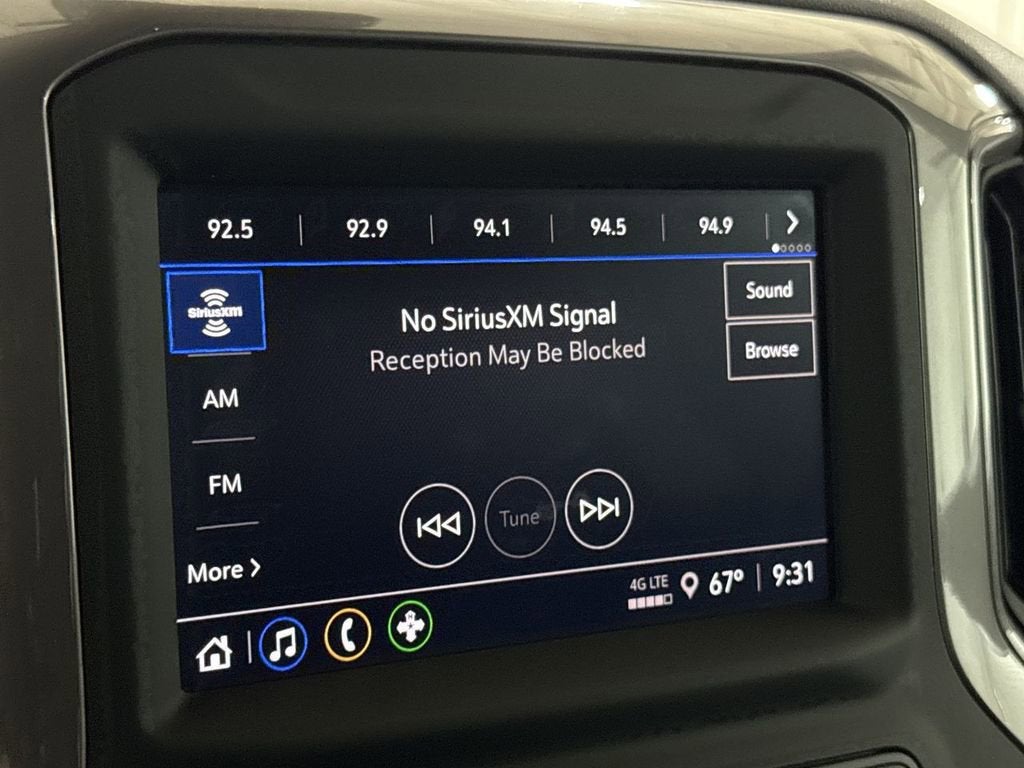 92.5 | 92.9 | 94.1 | 94.5 | 94.9
SiriusXM
No SiriusXM Signal
Reception May Be Blocked
Sound
Browse
AM
FM
More
Tune
4G LTE
67°
9:31